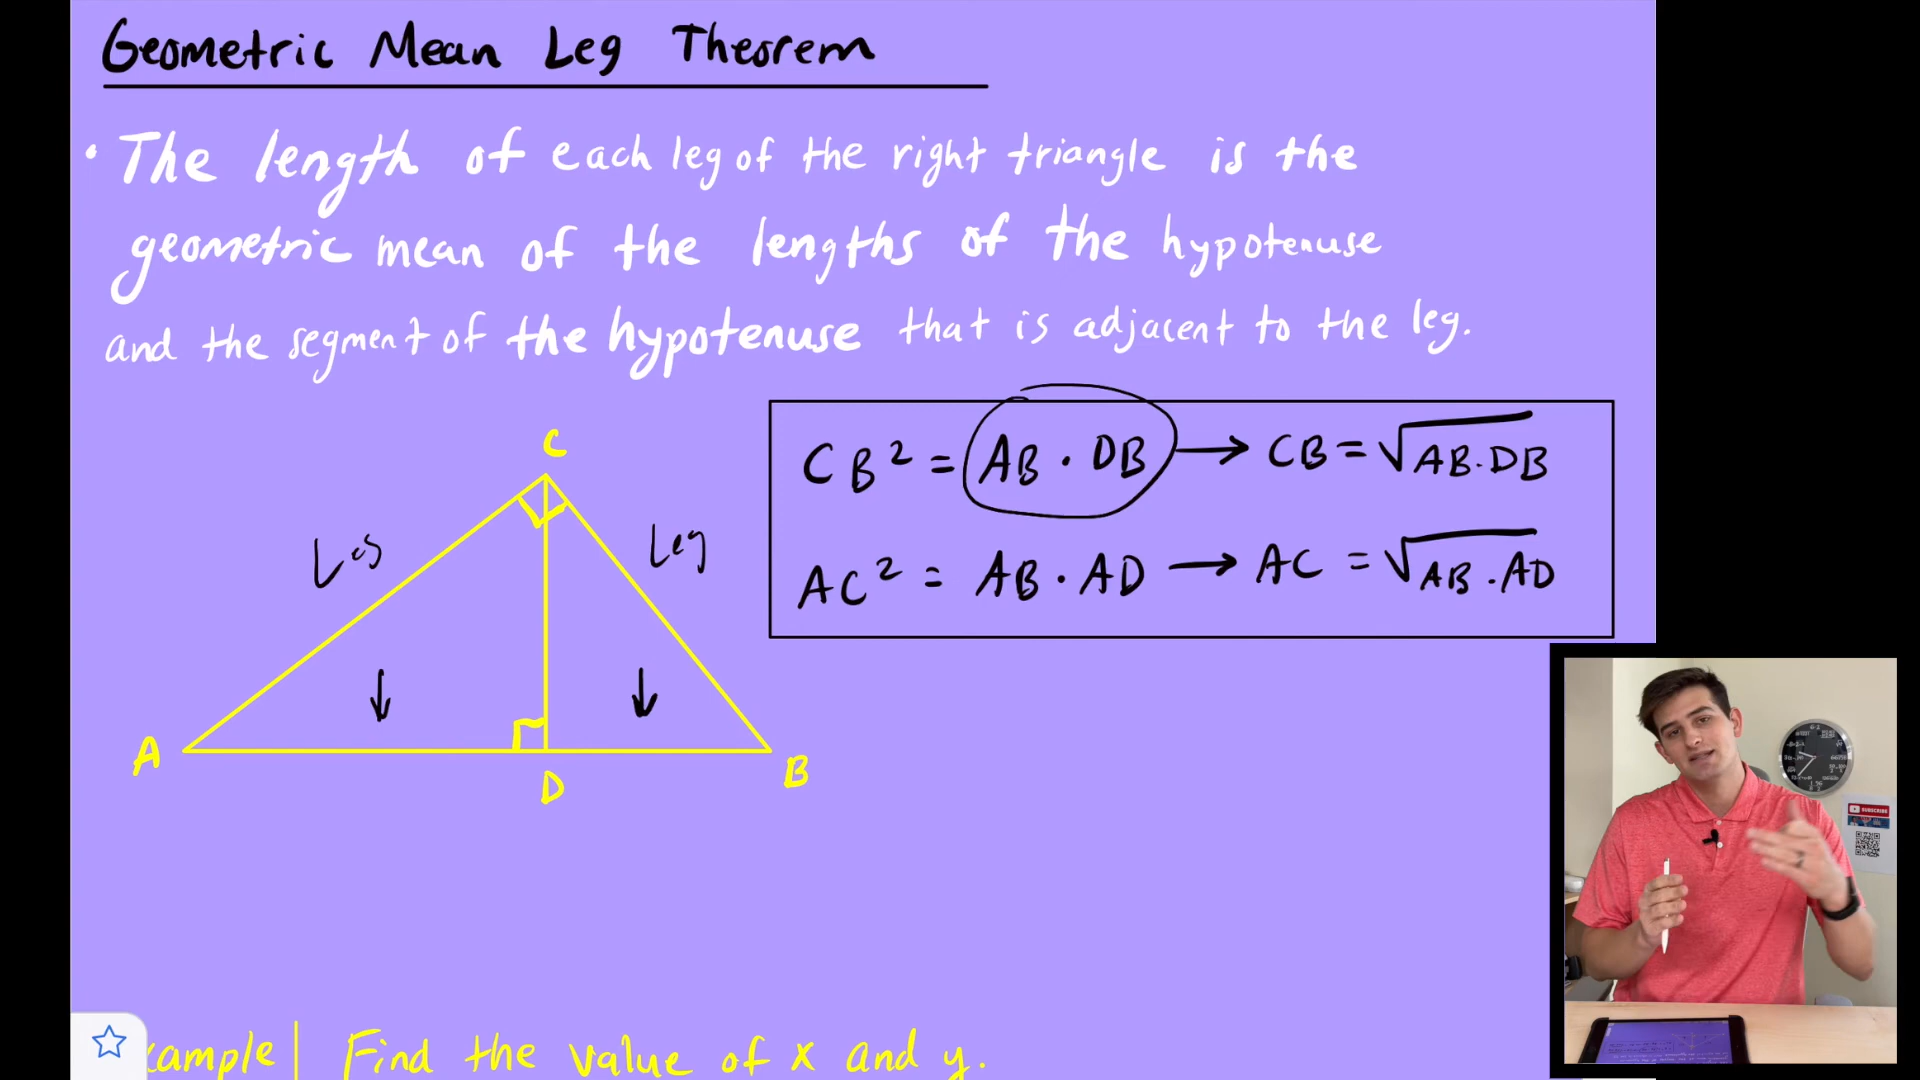 Geometric Mean Leg Theorem
• The length of each leg of the right triangle is the
geometric mean of the lengths of the hypotenuse
and the segment of the hypotenuse that is adjacent to the leg.
C
Leg
Leg
A
D
B
CB² = AB · DB → CB = √AB·DB
AC² = AB · AD → AC = √AB·AD
SUBSCRIBE
xample| Find the value of x and y.